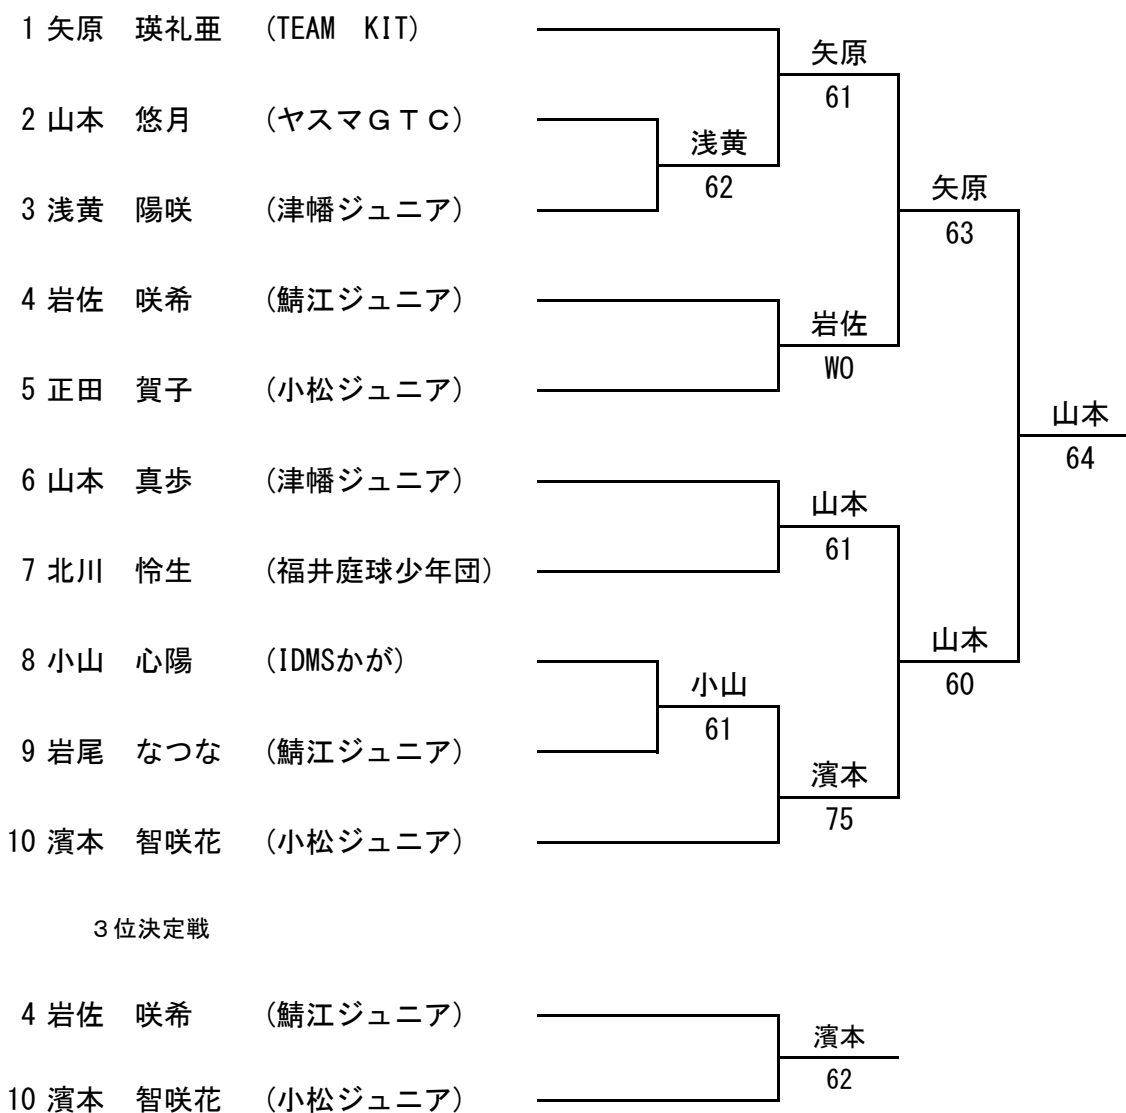 1 矢原 瑛礼亜 (TEAM KIT)
矢原
61
2 山本 悠月 (ヤスマＧＴＣ)
浅黄
62
3 浅黄 陽咲 (津幡ジュニア)
矢原
63
4 岩佐 咲希 (鯖江ジュニア)
岩佐
WO
5 正田 賀子 (小松ジュニア)
山本
64
6 山本 真歩 (津幡ジュニア)
山本
61
7 北川 怜生 (福井庭球少年団)
山本
60
8 小山 心陽 (IDMSかが)
小山
61
9 岩尾 なつな (鯖江ジュニア)
濱本
75
10 濱本 智咲花 (小松ジュニア)
３位決定戦
4 岩佐 咲希 (鯖江ジュニア)
濱本
62
10 濱本 智咲花 (小松ジュニア)